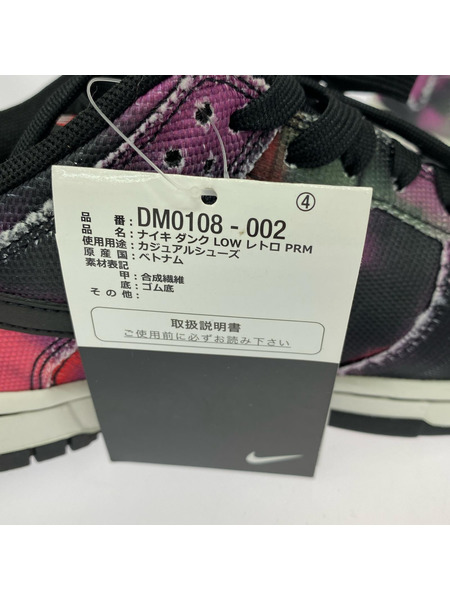 ④
品 番：DM0108 - 002
品 名：ナイキ ダンク LOW レトロ PRM
使用用途：カジュアルシューズ
原 産 国：ベトナム
素材表記
甲：合成繊維
底：ゴム底
そ の 他：
取扱説明書
ご使用前に必ずお読み下さい